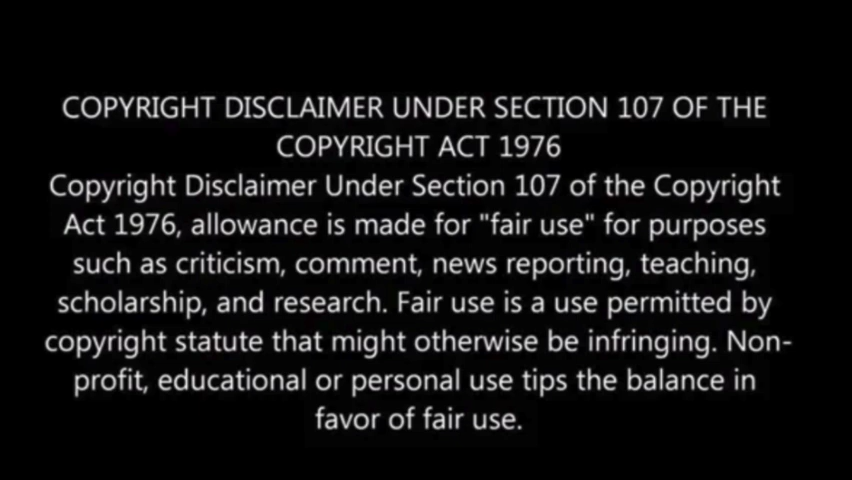 COPYRIGHT DISCLAIMER UNDER SECTION 107 OF THE
COPYRIGHT ACT 1976
Copyright Disclaimer Under Section 107 of the Copyright
Act 1976, allowance is made for "fair use" for purposes
such as criticism, comment, news reporting, teaching,
scholarship, and research. Fair use is a use permitted by
copyright statute that might otherwise be infringing. Non-
profit, educational or personal use tips the balance in
favor of fair use.